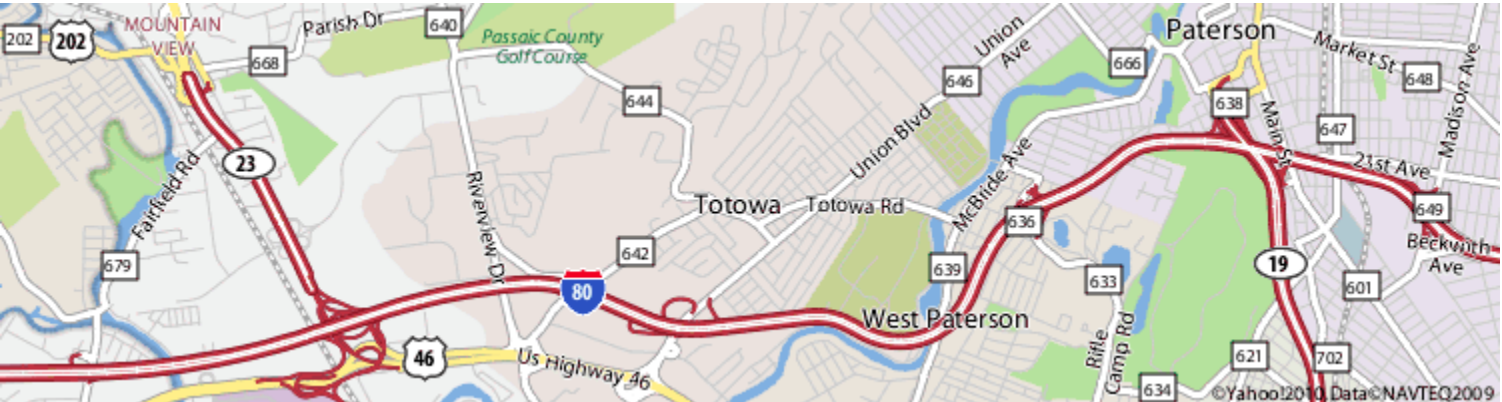 MOUNTAIN
VIEW
Parish Dr
640
Passaic County
Golf Course
Union
Ave
Paterson
202
202
668
644
646
666
Market St
648
Madison Ave
638
Main St
647
23
Fairfield Rd
Riverview Dr
Union Blvd
McBride Ave
21st Ave
Totowa
Totowa Rd
636
649
Beckwith
Ave
679
642
639
633
19
601
80
West Paterson
46
Us Highway 46
Rifle
Camp Rd
621
702
634
©Yahoo!2010, Data©NAVTEQ2009